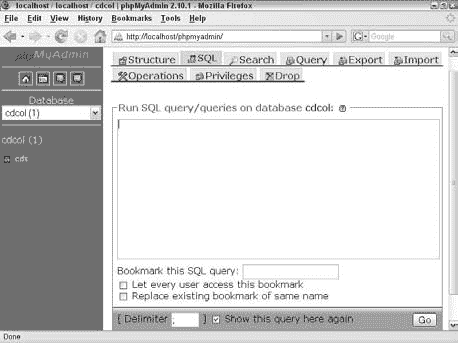 localhost / localhost / cdcol | phpMyAdmin 2.10.1 - Mozilla Firefox
File Edit View History Bookmarks Tools Help
http://localhost/phpmyadmin/
Google
phpMyAdmin
Structure SQL Search Query Export Import
Operations Privileges Drop
Database
cdcol (1)
cdcol (1)
cds
Run SQL query/queries on database cdcol:
Bookmark this SQL query:
Let every user access this bookmark
Replace existing bookmark of same name
[ Delimiter ; ] Show this query here again Go
Done